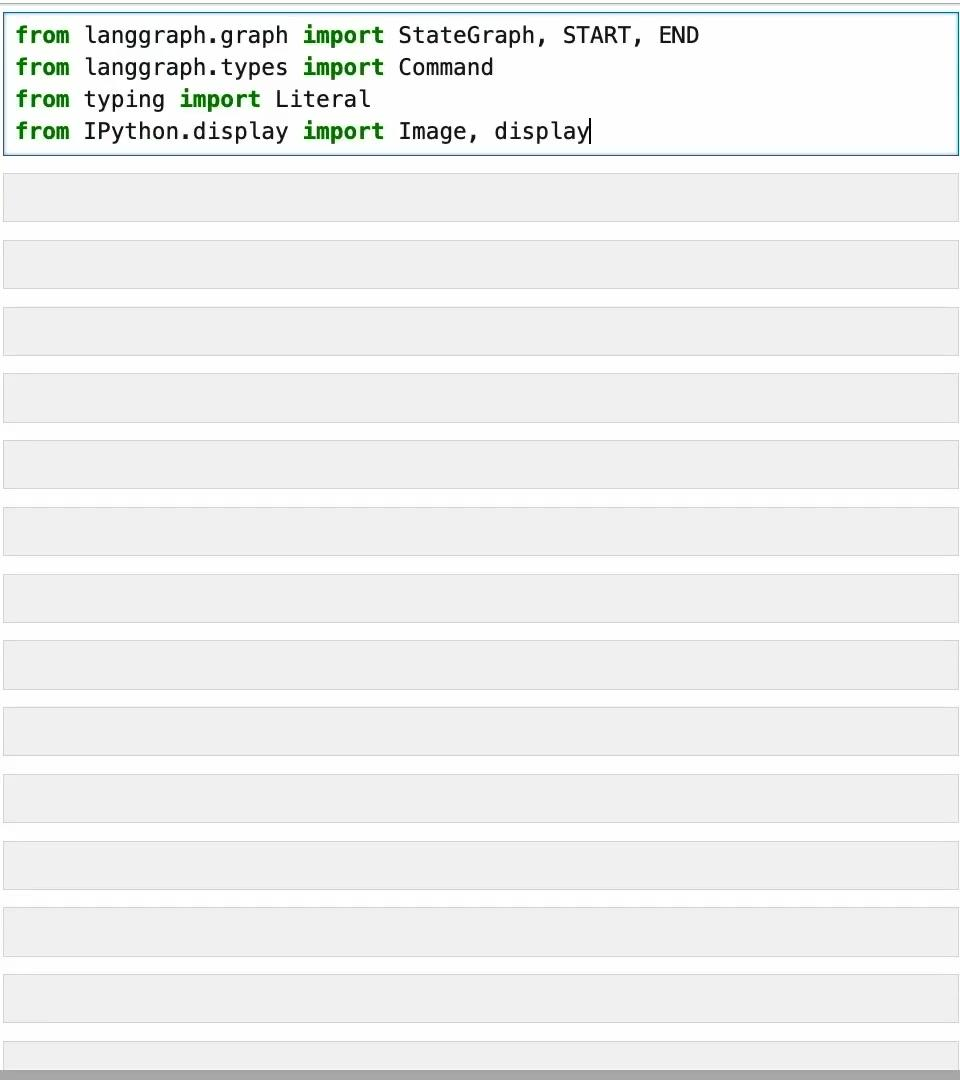 from langgraph.graph import StateGraph, START, END
from langgraph.types import Command
from typing import Literal
from IPython.display import Image, display